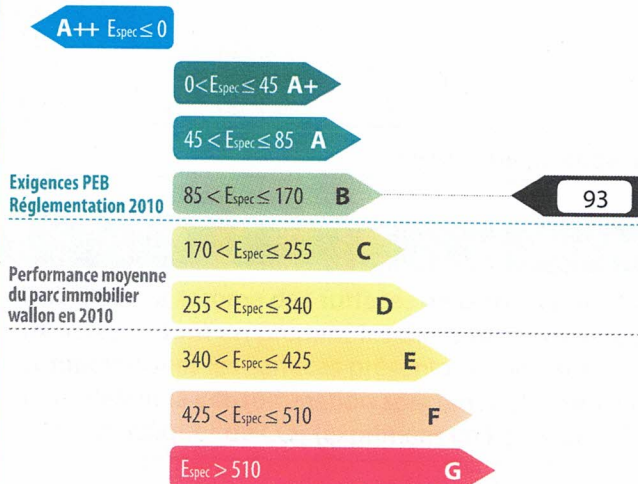 A++ Espec ≤ 0
0 < Espec ≤ 45 A+
45 < Espec ≤ 85 A
Exigences PEB
Réglementation 2010
85 < Espec ≤ 170 B
93
170 < Espec ≤ 255 C
Performance moyenne
du parc immobilier
wallon en 2010
255 < Espec ≤ 340 D
340 < Espec ≤ 425 E
425 < Espec ≤ 510 F
Espec > 510 G